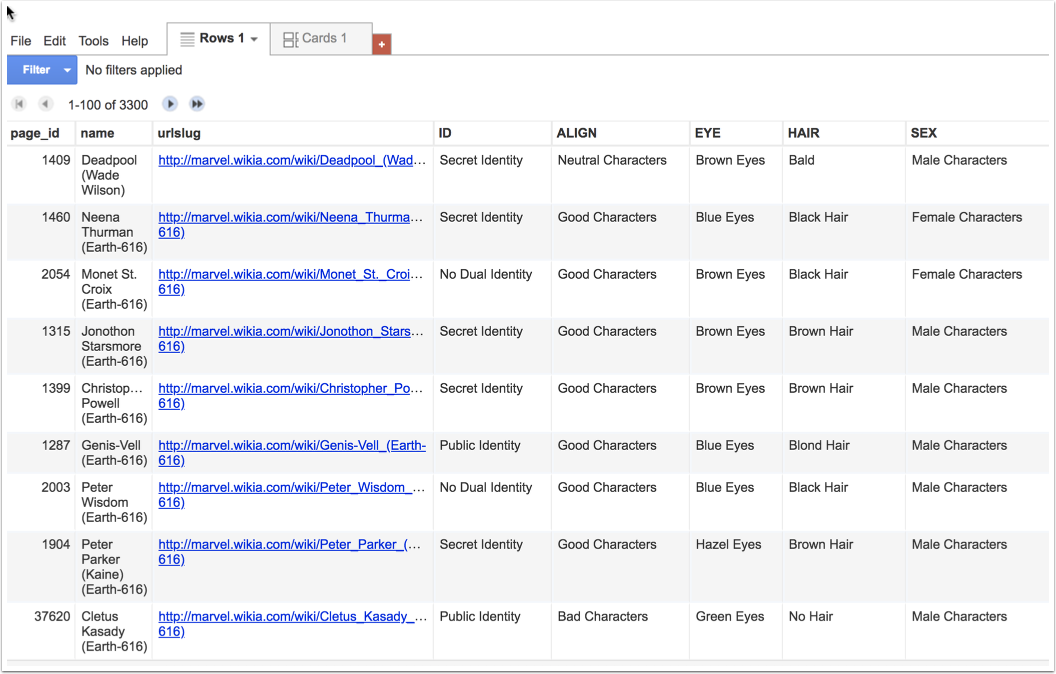 File Edit Tools Help Rows 1 Cards 1 +
Filter No filters applied
1-100 of 3300
page_id name urlslug ID ALIGN EYE HAIR SEX
1409 Deadpool http://marvel.wikia.com/wiki/Deadpool_(Wad… Secret Identity Neutral Characters Brown Eyes Bald Male Characters
(Wade
Wilson)
1460 Neena http://marvel.wikia.com/wiki/Neena_Thurma… Secret Identity Good Characters Blue Eyes Black Hair Female Characters
Thurman 616)
(Earth-616)
2054 Monet St. http://marvel.wikia.com/wiki/Monet_St._Croi… No Dual Identity Good Characters Brown Eyes Black Hair Female Characters
Croix 616)
(Earth-616)
1315 Jonothon http://marvel.wikia.com/wiki/Jonothon_Stars… Secret Identity Good Characters Brown Eyes Brown Hair Male Characters
Starsmore 616)
(Earth-616)
1399 Christop… http://marvel.wikia.com/wiki/Christopher_Po… Secret Identity Good Characters Brown Eyes Brown Hair Male Characters
Powell 616)
(Earth-616)
1287 Genis-Vell http://marvel.wikia.com/wiki/Genis-Vell_(Earth- Public Identity Good Characters Blue Eyes Blond Hair Male Characters
(Earth-616) 616)
2003 Peter http://marvel.wikia.com/wiki/Peter_Wisdom_… No Dual Identity Good Characters Blue Eyes Black Hair Male Characters
Wisdom 616)
(Earth-616)
1904 Peter http://marvel.wikia.com/wiki/Peter_Parker_(… Secret Identity Good Characters Hazel Eyes Brown Hair Male Characters
Parker 616)
(Kaine)
(Earth-616)
37620 Cletus http://marvel.wikia.com/wiki/Cletus_Kasady_… Public Identity Bad Characters Green Eyes No Hair Male Characters
Kasady 616)
(Earth-616)